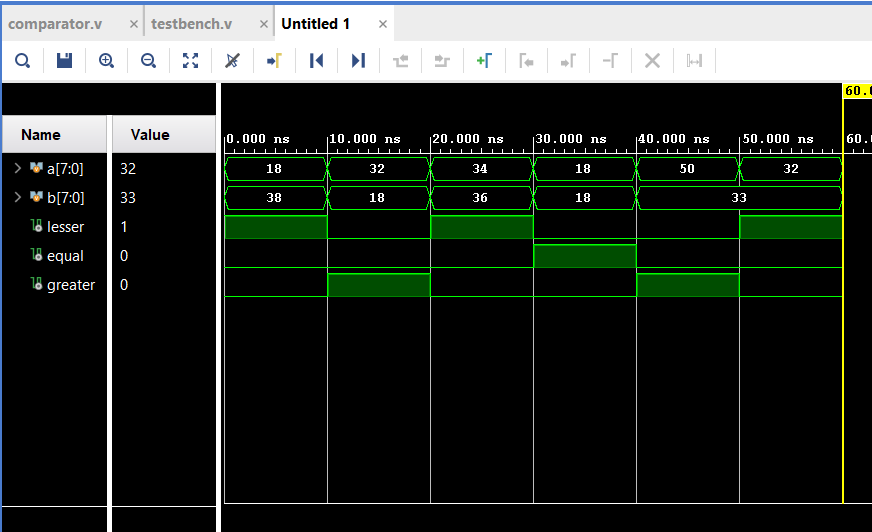 comparator.v × testbench.v × Untitled 1 ×
60.0
Name Value
0.000 ns 10.000 ns 20.000 ns 30.000 ns 40.000 ns 50.000 ns 60.
a[7:0] 32 18 32 34 18 50 32
b[7:0] 33 38 18 36 18 33
lesser 1
equal 0
greater 0